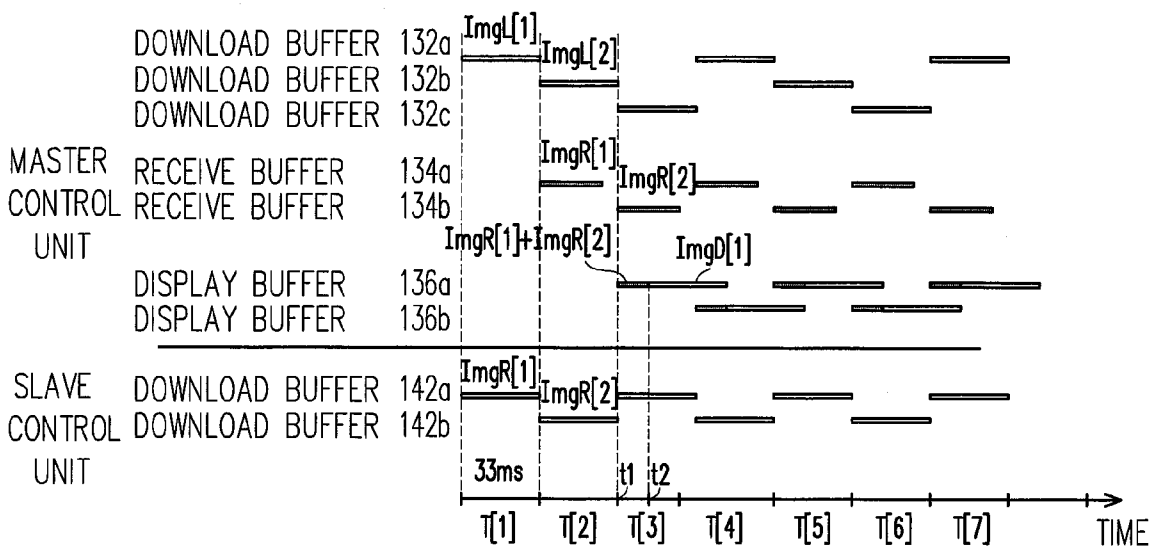 ImgL[1]
DOWNLOAD BUFFER 132a
ImgL[2]
DOWNLOAD BUFFER 132b
DOWNLOAD BUFFER 132c
ImgR[1]
MASTER CONTROL UNIT
RECEIVE BUFFER 134a
ImgR[2]
RECEIVE BUFFER 134b
ImgR[1]+ImgR[2]
ImgD[1]
DISPLAY BUFFER 136a
DISPLAY BUFFER 136b
ImgR[1]
SLAVE CONTROL UNIT
DOWNLOAD BUFFER 142a
ImgR[2]
DOWNLOAD BUFFER 142b
33ms
t1
t2
T[1] T[2] T[3] T[4] T[5] T[6] T[7] TIME